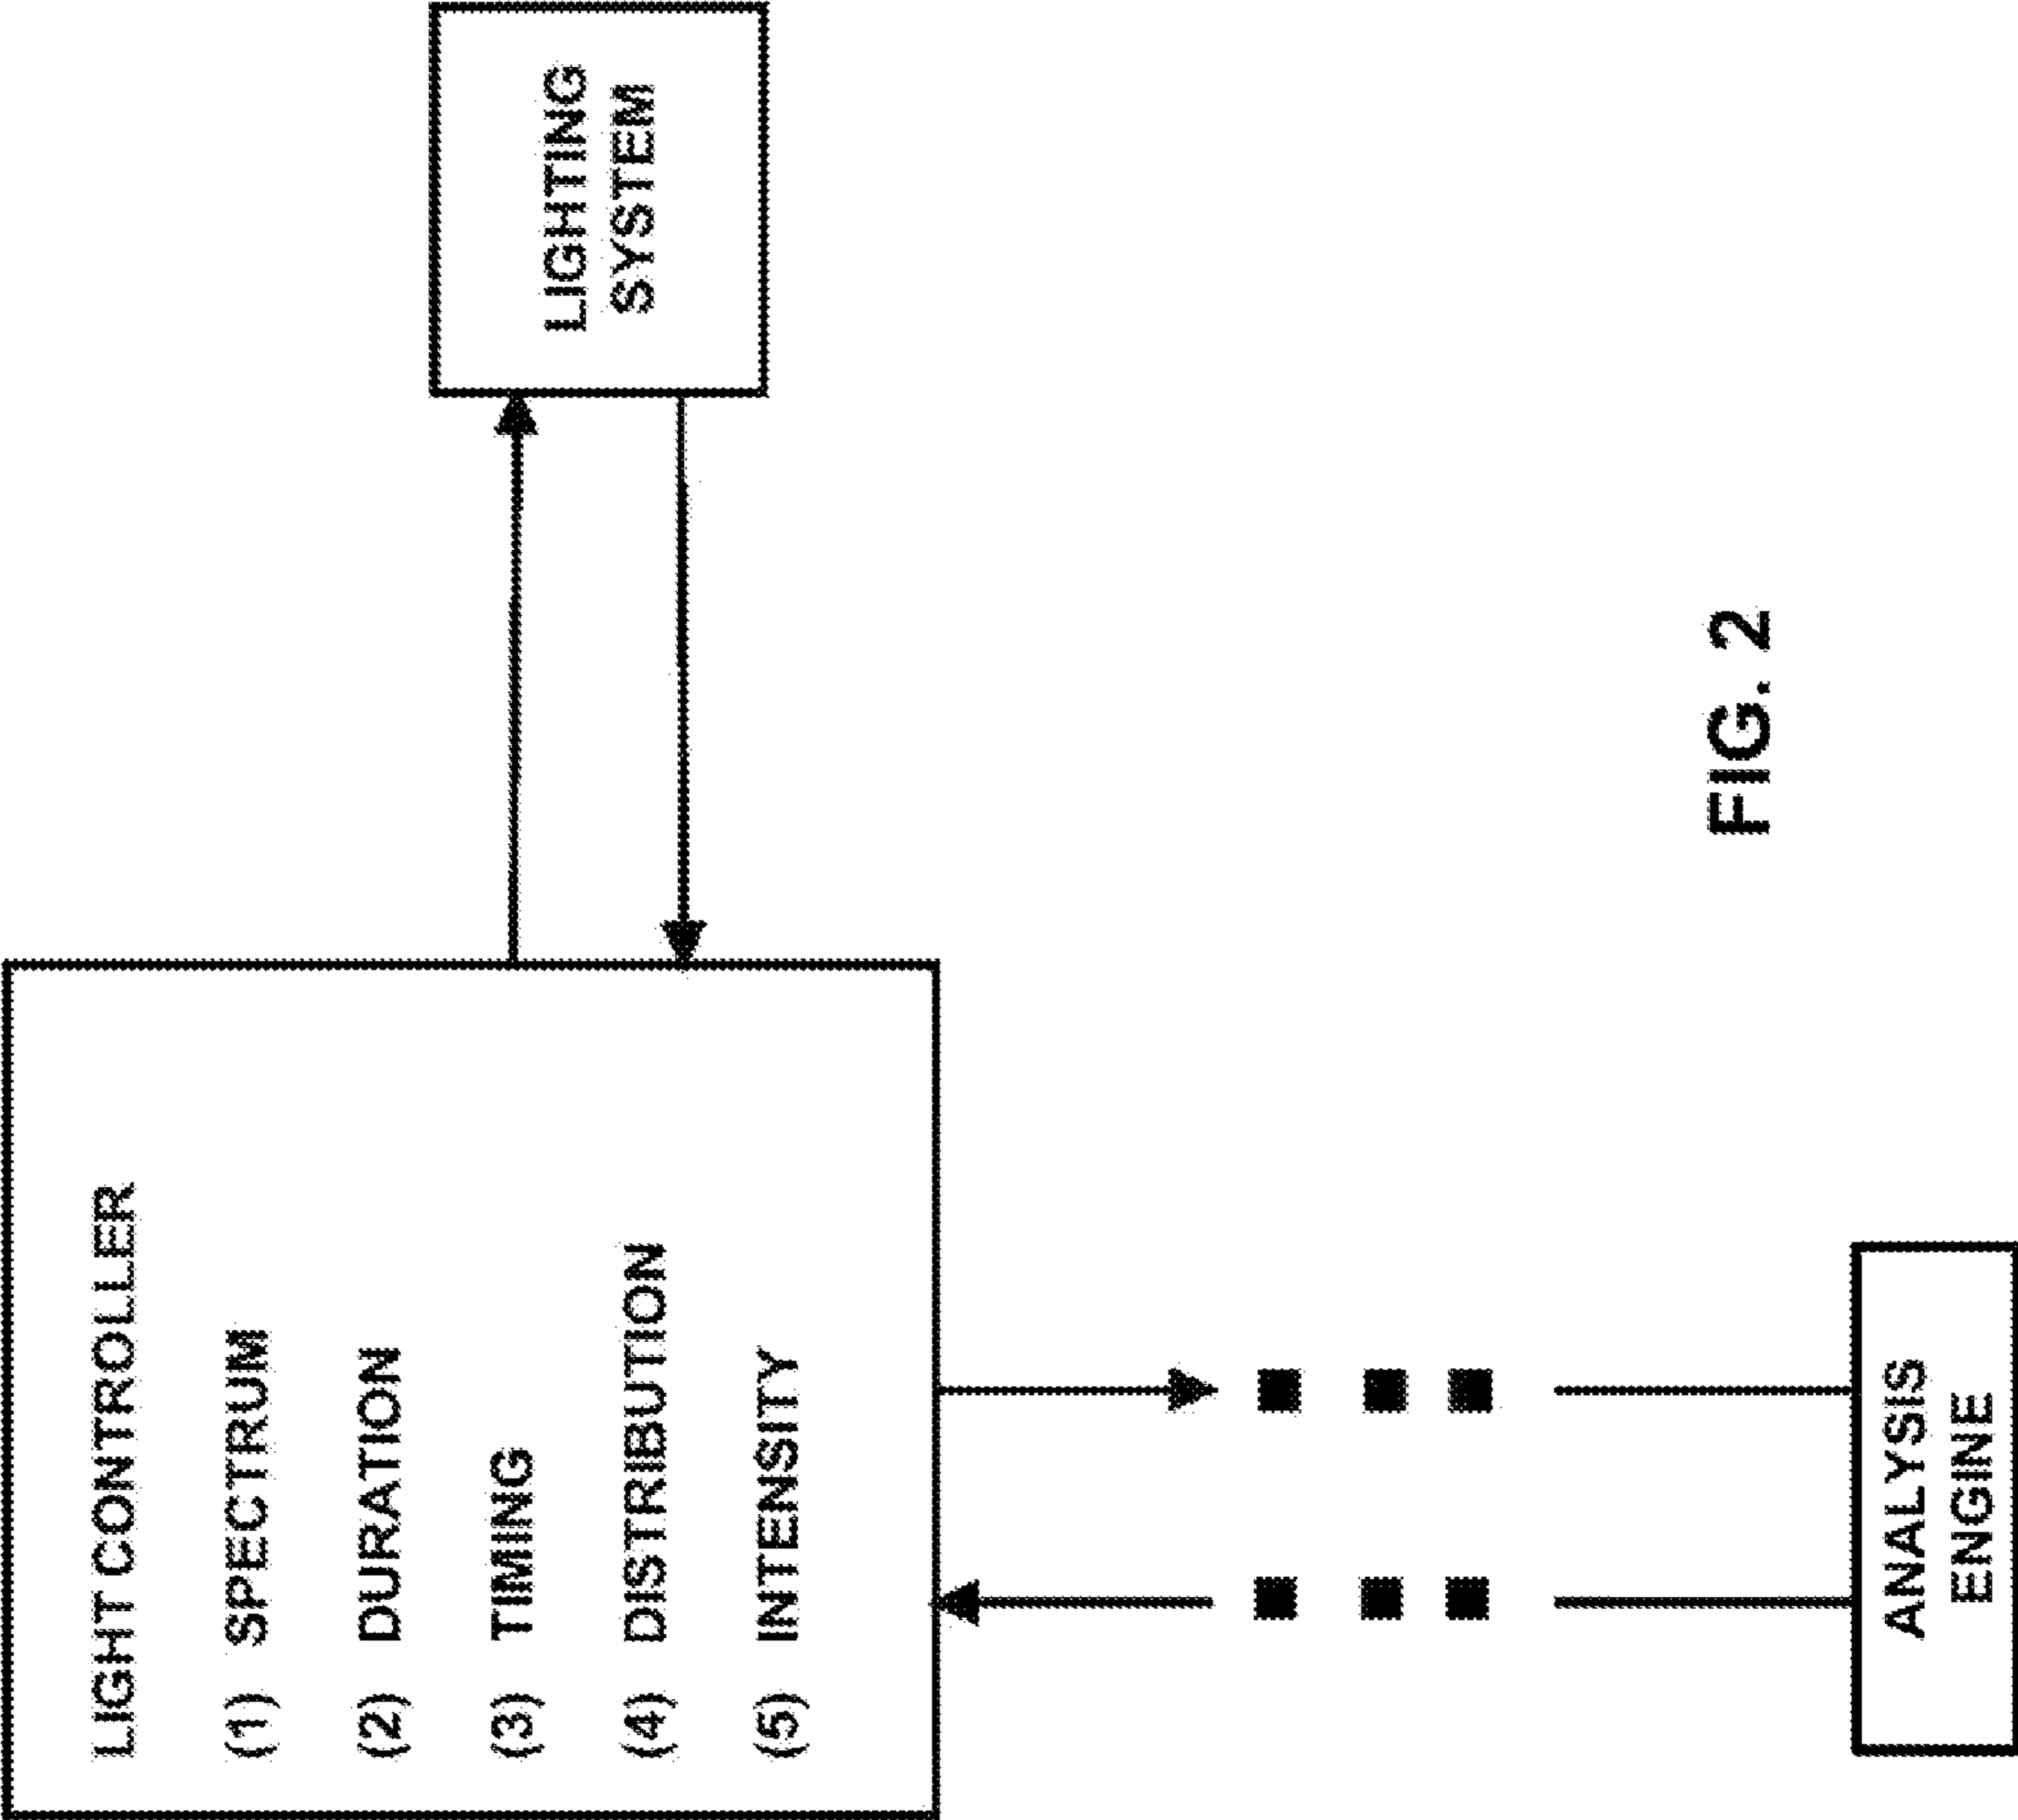 LIGHT CONTROLLER
(1) SPECTRUM
(2) DURATION
(3) TIMING
(4) DISTRIBUTION
(5) INTENSITY
LIGHTING
SYSTEM
ANALYSIS
ENGINE
FIG. 2